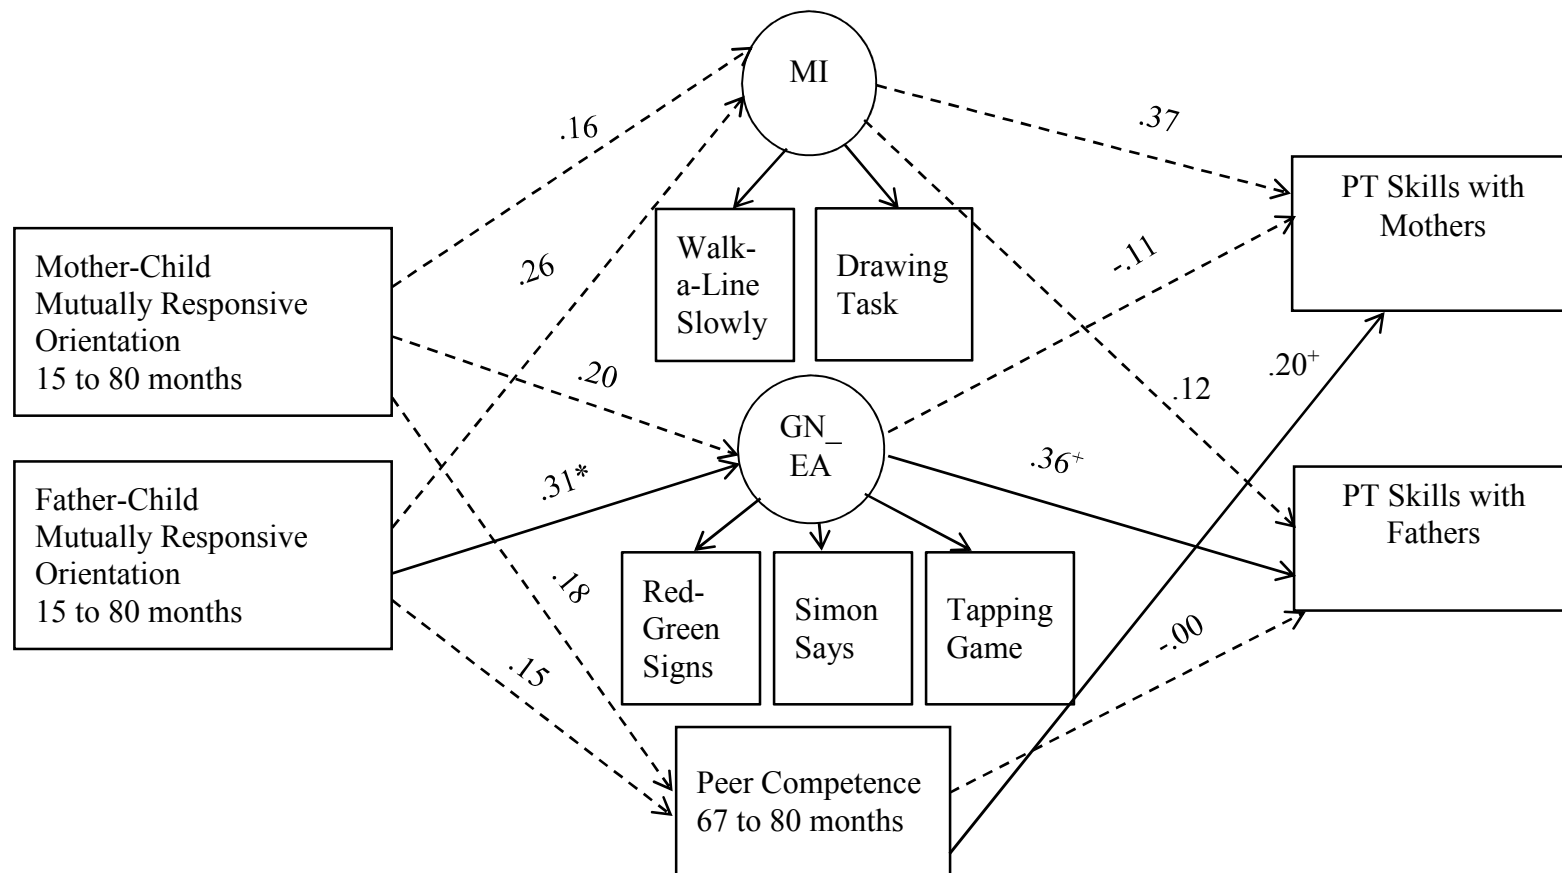 MI
.16
.37
PT Skills with
Mothers
Mother-Child
Mutually Responsive
Orientation
15 to 80 months
.26
Walk-
a-Line
Slowly
Drawing
Task
-.11
.20
.20⁺
.12
GN_
EA
.36⁺
.31*
Father-Child
Mutually Responsive
Orientation
15 to 80 months
PT Skills with
Fathers
.18
.15
Red-
Green
Signs
Simon
Says
Tapping
Game
-.00
Peer Competence
67 to 80 months